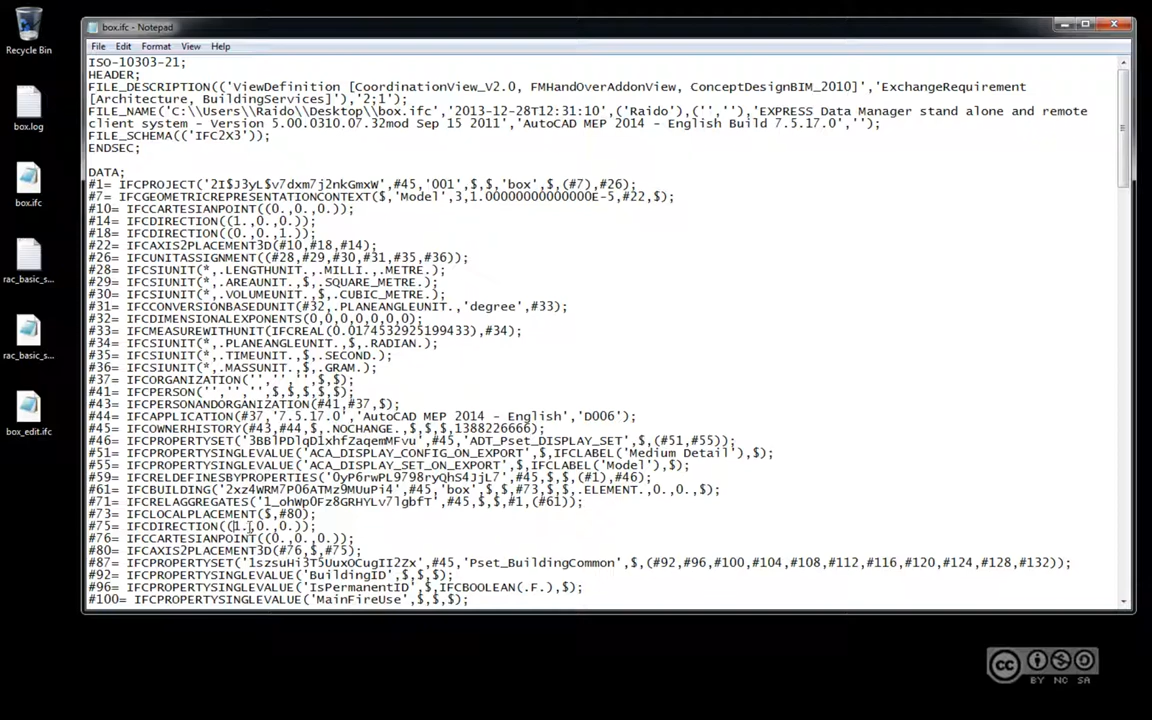 Recycle Bin
box.log
box.ifc
rac_basic_s...
rac_basic_s...
box_edit.ifc
box.ifc - Notepad
File Edit Format View Help
ISO-10303-21;
HEADER;
FILE_DESCRIPTION(('ViewDefinition [CoordinationView_V2.0, FMHandOverAddonView, ConceptDesignBIM_2010]','ExchangeRequirement
[Architecture, BuildingServices]'),'2;1');
FILE_NAME('C:\\Users\\Raido\\Desktop\\box.ifc','2013-12-28T12:31:10',('Raido'),('',''),'EXPRESS Data Manager stand alone and remote
client system - Version 5.00.0310.07.32mod Sep 15 2011','AutoCAD MEP 2014 - English Build 7.5.17.0','');
FILE_SCHEMA(('IFC2X3'));
ENDSEC;
DATA;
#1= IFCPROJECT('2I$J3yL$v7dxm7j2nkGmxW',#45,'001',$,$,'box',$,(#7),#26);
#7= IFCGEOMETRICREPRESENTATIONCONTEXT($,'Model',3,1.00000000000000E-5,#22,$);
#10= IFCCARTESIANPOINT((0.,0.,0.));
#14= IFCDIRECTION((1.,0.,0.));
#18= IFCDIRECTION((0.,0.,1.));
#22= IFCAXIS2PLACEMENT3D(#10,#18,#14);
#26= IFCUNITASSIGNMENT((#28,#29,#30,#31,#35,#36));
#28= IFCSIUNIT(*,.LENGTHUNIT.,.MILLI.,.METRE.);
#29= IFCSIUNIT(*,.AREAUNIT.,$,.SQUARE_METRE.);
#30= IFCSIUNIT(*,.VOLUMEUNIT.,$,.CUBIC_METRE.);
#31= IFCCONVERSIONBASEDUNIT(#32,.PLANEANGLEUNIT.,'degree',#33);
#32= IFCDIMENSIONALEXPONENTS(0,0,0,0,0,0,0);
#33= IFCMEASUREWITHUNIT(IFCREAL(0.0174532925199433),#34);
#34= IFCSIUNIT(*,.PLANEANGLEUNIT.,$,.RADIAN.);
#35= IFCSIUNIT(*,.TIMEUNIT.,$,.SECOND.);
#36= IFCSIUNIT(*,.MASSUNIT.,$,.GRAM.);
#37= IFCORGANIZATION('','','',$,$);
#41= IFCPERSON('','','',$,$,$,$,$);
#43= IFCPERSONANDORGANIZATION(#41,#37,$);
#44= IFCAPPLICATION(#37,'7.5.17.0','AutoCAD MEP 2014 - English','D006');
#45= IFCOWNERHISTORY(#43,#44,$,.NOCHANGE.,$,$,$,1388226666);
#46= IFCPROPERTYSET('3BBlPDlqDlxhfZaqemMFvu',#45,'ADT_Pset_DISPLAY_SET',$,(#51,#55));
#51= IFCPROPERTYSINGLEVALUE('ACA_DISPLAY_CONFIG_ON_EXPORT',$,IFCLABEL('Medium Detail'),$);
#55= IFCPROPERTYSINGLEVALUE('ACA_DISPLAY_SET_ON_EXPORT',$,IFCLABEL('Model'),$);
#59= IFCRELDEFINESBYPROPERTIES('0yP6rwPL9798ryQhS4JjL7',#45,$,$,(#1),#46);
#61= IFCBUILDING('2xz4WRM7P06ATMz9MUuPi4',#45,'box',$,$,#73,$,$,.ELEMENT.,0.,0.,$);
#71= IFCRELAGGREGATES('1_ohWp0Fz8GRHYLv7lgbfT',#45,$,$,#1,(#61));
#73= IFCLOCALPLACEMENT($,#80);
#75= IFCDIRECTION((1.,0.,0.));
#76= IFCCARTESIANPOINT((0.,0.,0.));
#80= IFCAXIS2PLACEMENT3D(#76,$,#75);
#87= IFCPROPERTYSET('1szsuHi3T5UuxOCugII2Zx',#45,'Pset_BuildingCommon',$,(#92,#96,#100,#104,#108,#112,#116,#120,#124,#128,#132));
#92= IFCPROPERTYSINGLEVALUE('BuildingID',$,$,$);
#96= IFCPROPERTYSINGLEVALUE('IsPermanentID',$,IFCBOOLEAN(.F.),$);
#100= IFCPROPERTYSINGLEVALUE('MainFireUse',$,$,$);
cc
BY NC SA